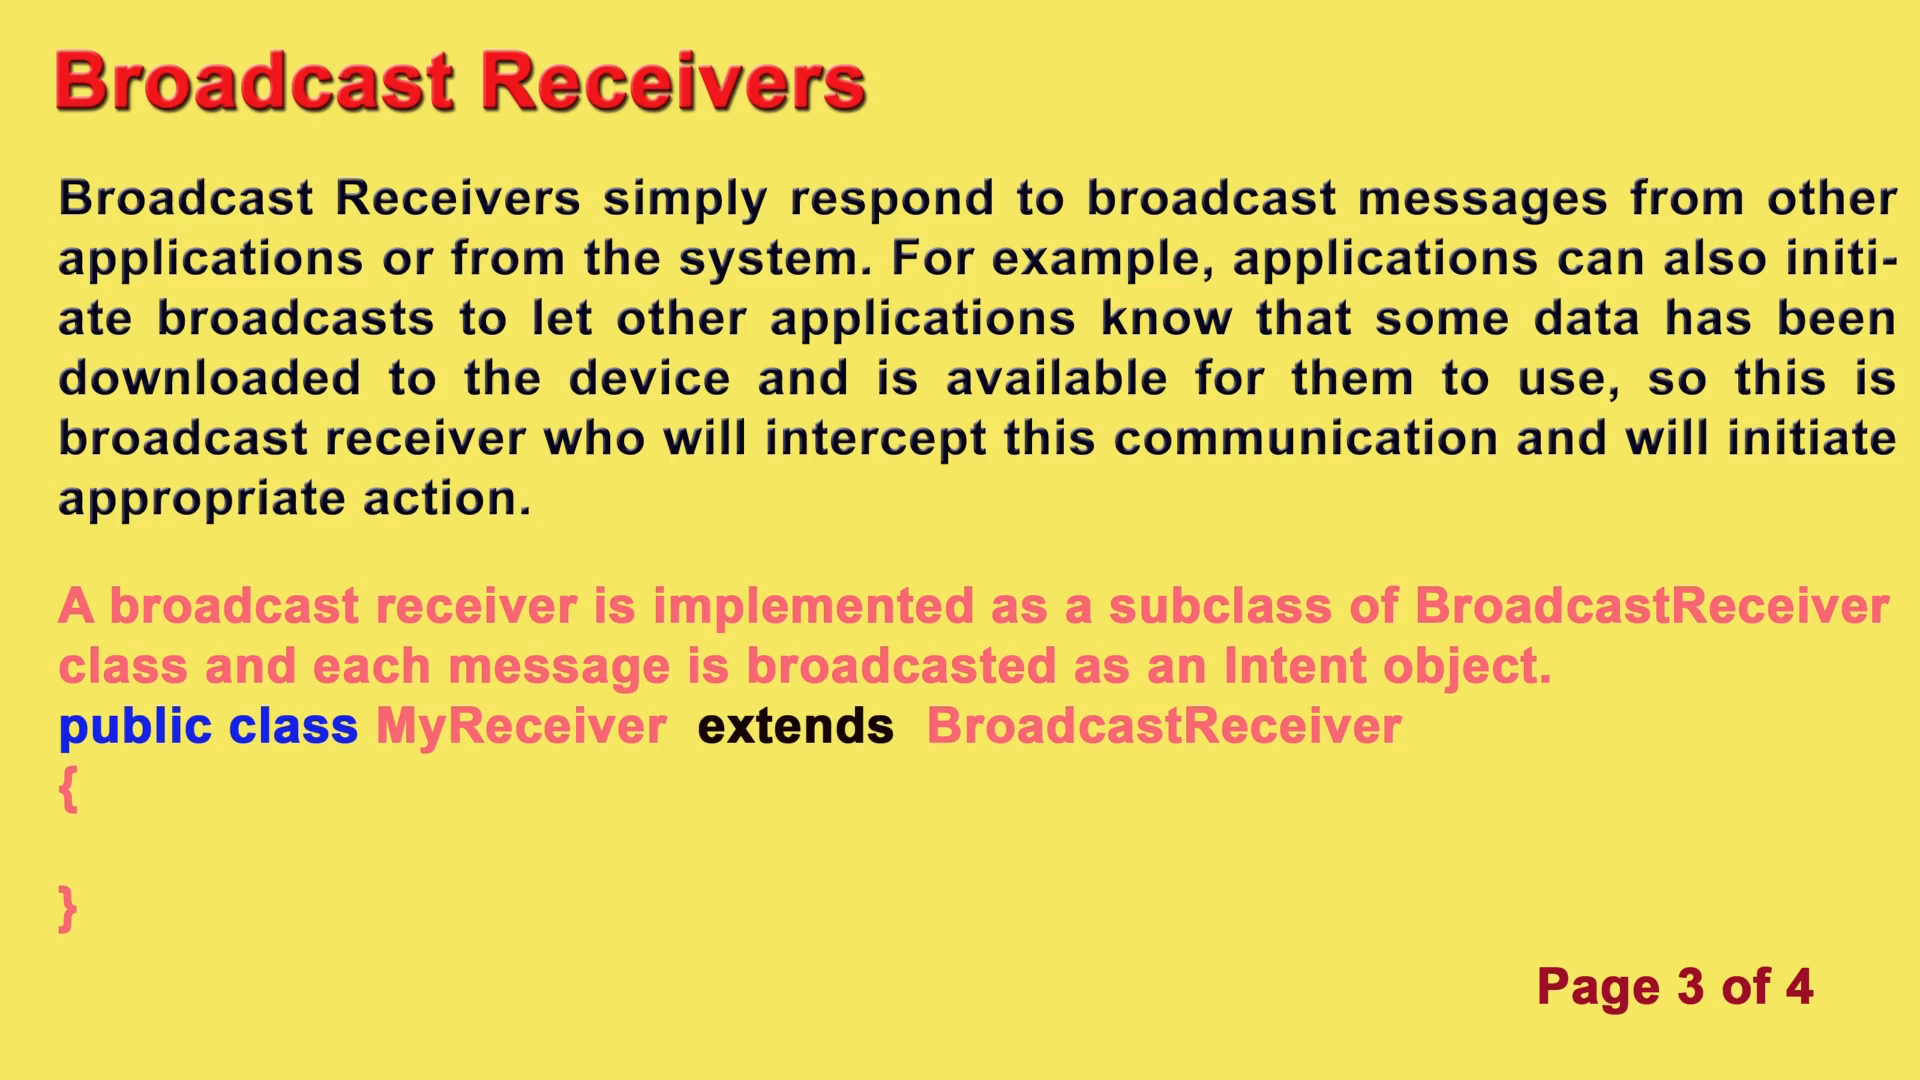 Broadcast Receivers
Broadcast Receivers simply respond to broadcast messages from other
applications or from the system. For example, applications can also initi-
ate broadcasts to let other applications know that some data has been
downloaded to the device and is available for them to use, so this is
broadcast receiver who will intercept this communication and will initiate
appropriate action.
A broadcast receiver is implemented as a subclass of BroadcastReceiver
class and each message is broadcasted as an Intent object.
public class MyReceiver extends BroadcastReceiver
{
}
Page 3 of 4